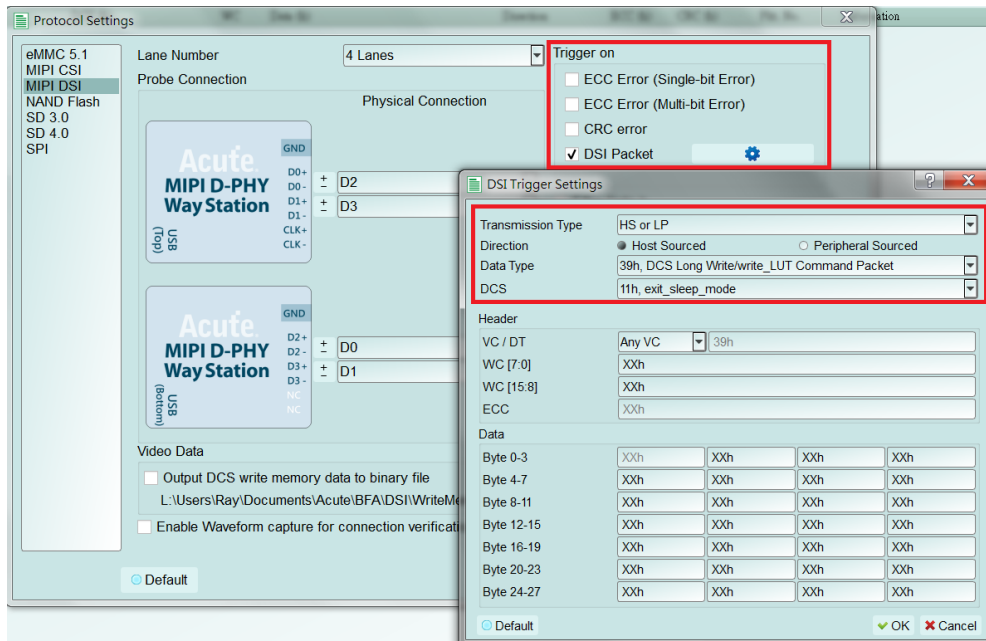 Protocol Settings
ation
eMMC 5.1
MIPI CSI
MIPI DSI
NAND Flash
SD 3.0
SD 4.0
SPI
Lane Number
4 Lanes
Probe Connection
Physical Connection
Acute
MIPI D-PHY
Way Station
USB
(Top)
GND
D0+
D0-
D1+
D1-
CLK+
CLK-
± D2
± D3
Acute
MIPI D-PHY
Way Station
USB
(Bottom)
GND
D2+
D2-
D3+
D3-
NC
NC
± D0
± D1
Video Data
Output DCS write memory data to binary file
L:\Users\Ray\Documents\Acute\BFA\DSI\WriteMe
Enable Waveform capture for connection verificati
Default
Trigger on
ECC Error (Single-bit Error)
ECC Error (Multi-bit Error)
CRC error
DSI Packet
DSI Trigger Settings
Transmission Type HS or LP
Direction Host Sourced Peripheral Sourced
Data Type 39h, DCS Long Write/write_LUT Command Packet
DCS 11h, exit_sleep_mode
Header
VC / DT Any VC 39h
WC [7:0] XXh
WC [15:8] XXh
ECC XXh
Data
Byte 0-3 XXh XXh XXh XXh
Byte 4-7 XXh XXh XXh XXh
Byte 8-11 XXh XXh XXh XXh
Byte 12-15 XXh XXh XXh XXh
Byte 16-19 XXh XXh XXh XXh
Byte 20-23 XXh XXh XXh XXh
Byte 24-27 XXh XXh XXh XXh
Default OK Cancel